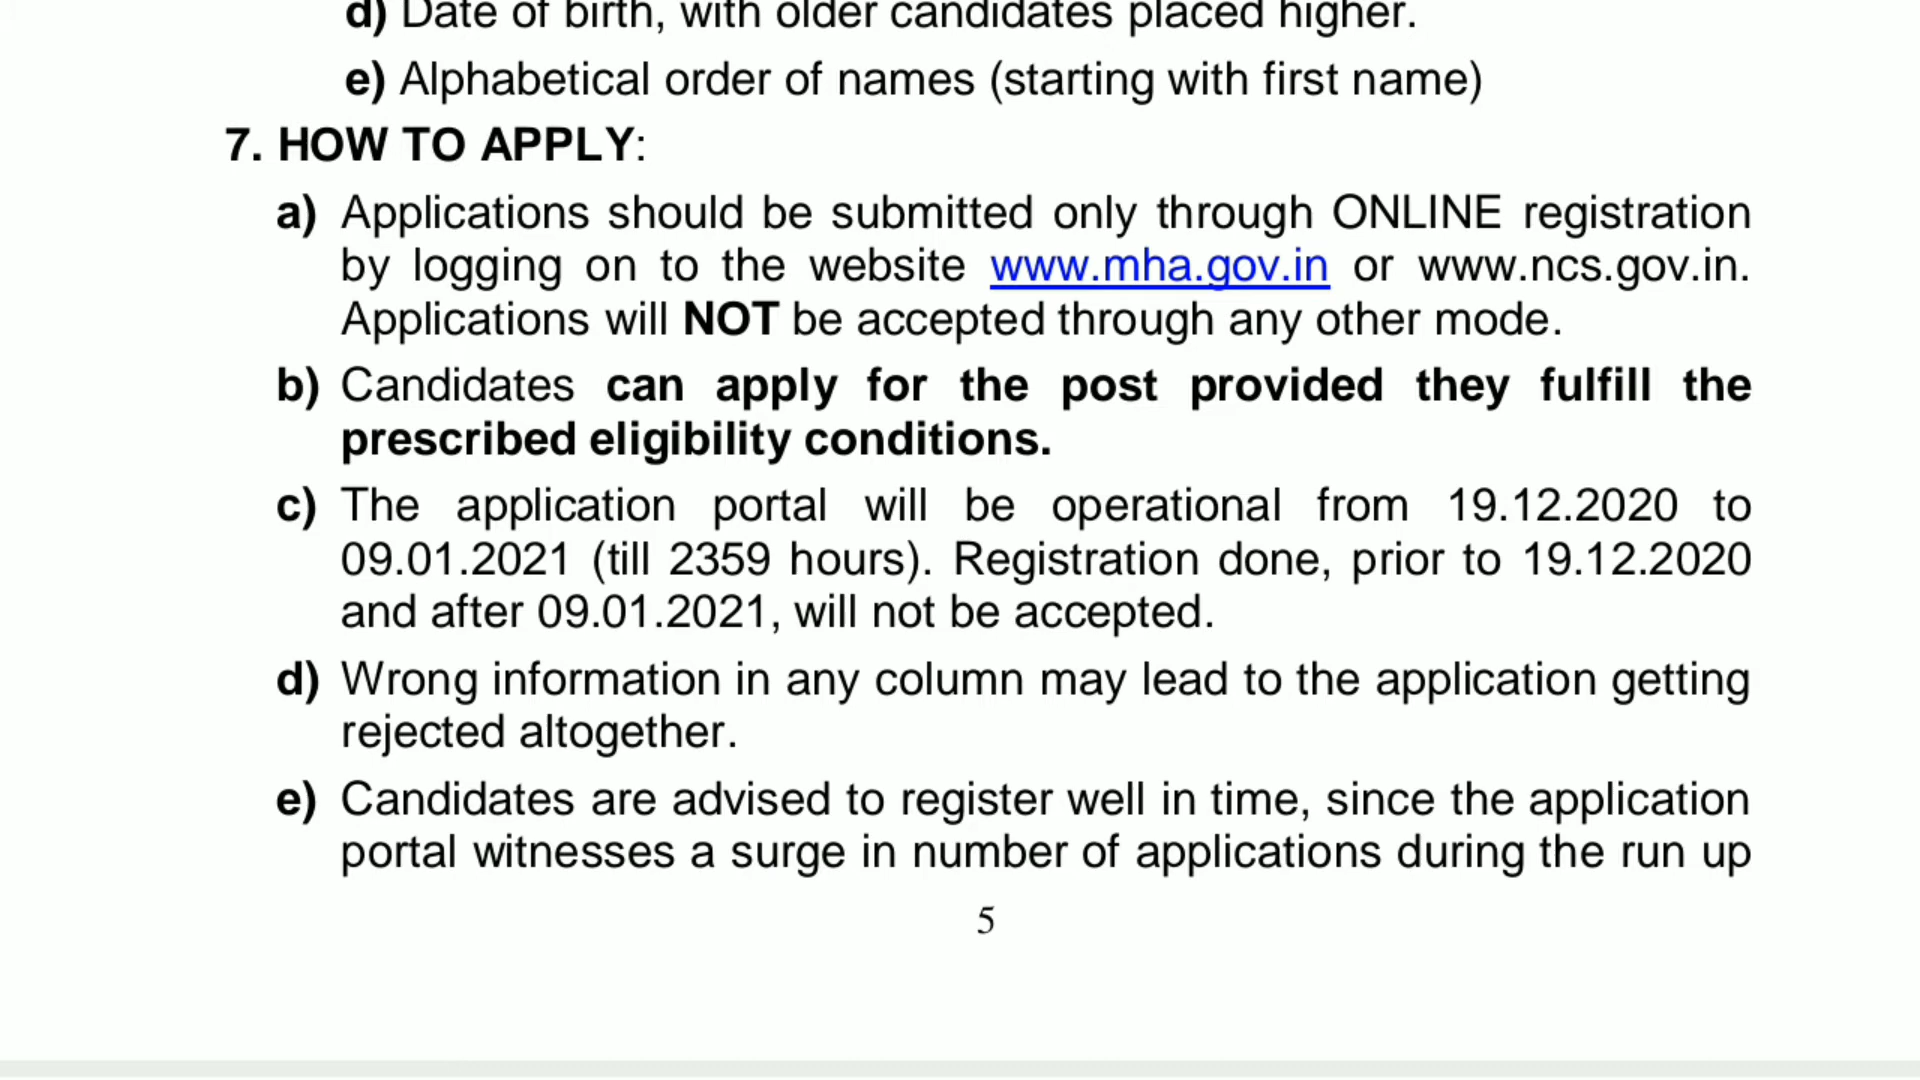 d) Date of birth, with older candidates placed higher.
e) Alphabetical order of names (starting with first name)
7. HOW TO APPLY:
a) Applications should be submitted only through ONLINE registration
by logging on to the website www.mha.gov.in or www.ncs.gov.in.
Applications will NOT be accepted through any other mode.
b) Candidates can apply for the post provided they fulfill the
prescribed eligibility conditions.
c) The application portal will be operational from 19.12.2020 to
09.01.2021 (till 2359 hours). Registration done, prior to 19.12.2020
and after 09.01.2021, will not be accepted.
d) Wrong information in any column may lead to the application getting
rejected altogether.
e) Candidates are advised to register well in time, since the application
portal witnesses a surge in number of applications during the run up
5